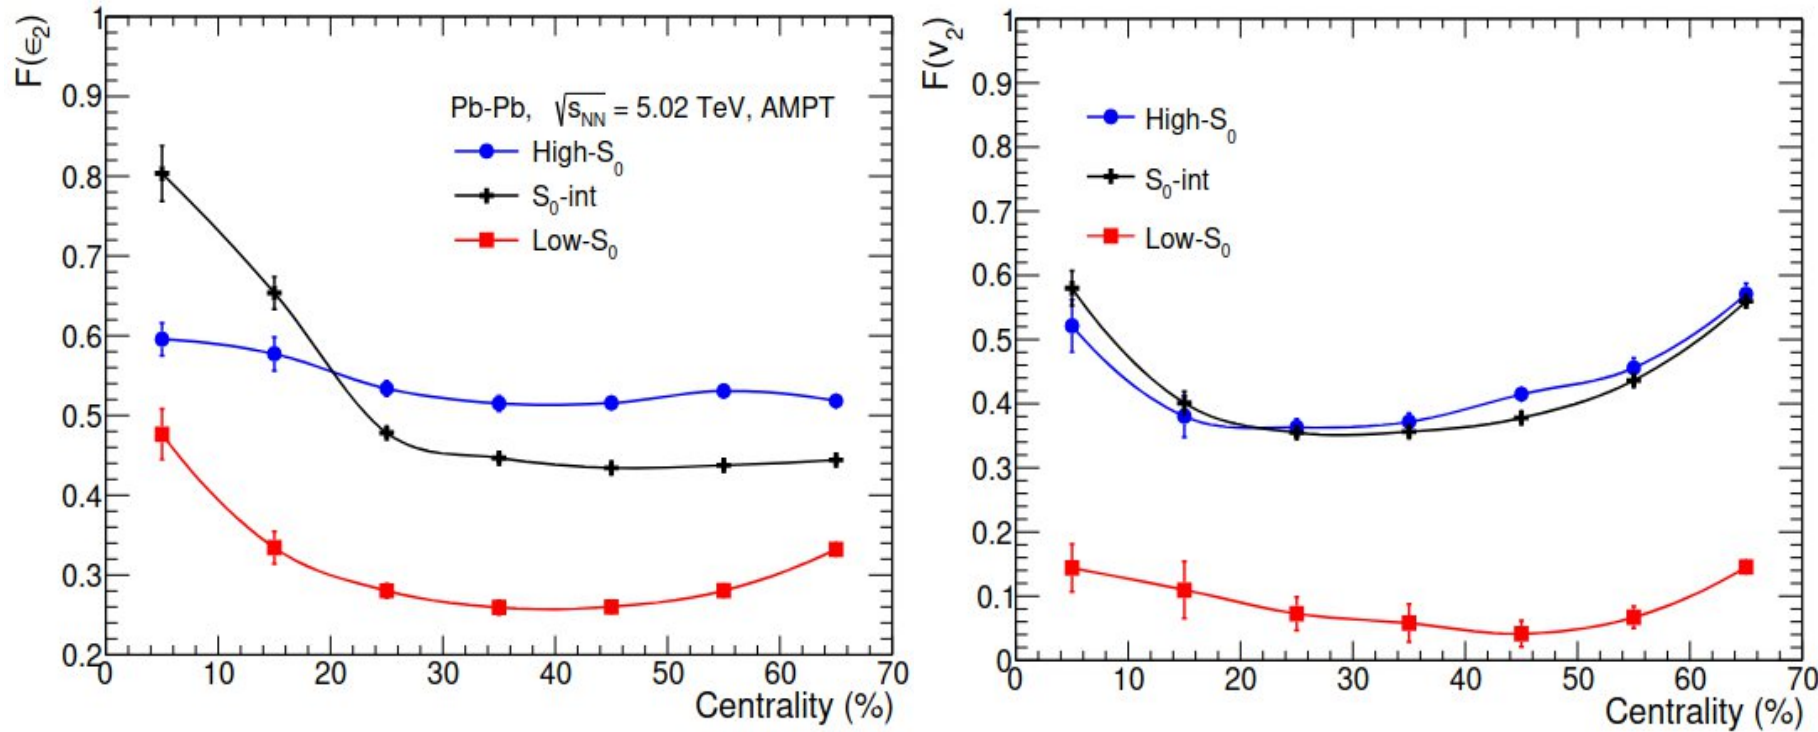 F(ϵ₂)
1
0.9
0.8
0.7
0.6
0.5
0.4
0.3
0.2
Pb-Pb, √s_NN = 5.02 TeV, AMPT
High-S₀
S₀-int
Low-S₀
0 10 20 30 40 50 60 70
Centrality (%)
F(v₂)
1
0.9
0.8
0.7
0.6
0.5
0.4
0.3
0.2
0.1
0
High-S₀
S₀-int
Low-S₀
0 10 20 30 40 50 60 70
Centrality (%)